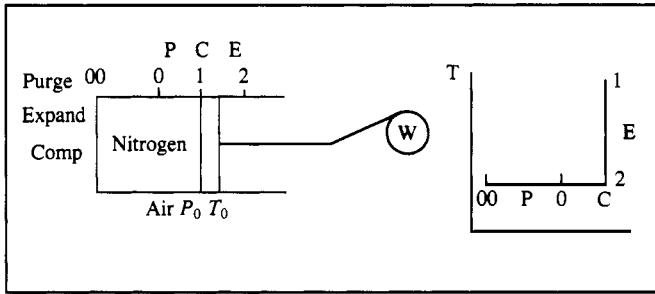 P C E
Purge 00 0 1 2
Expand
Comp
Nitrogen
W
Air P₀ T₀
T
1
E
2
00 P 0 C